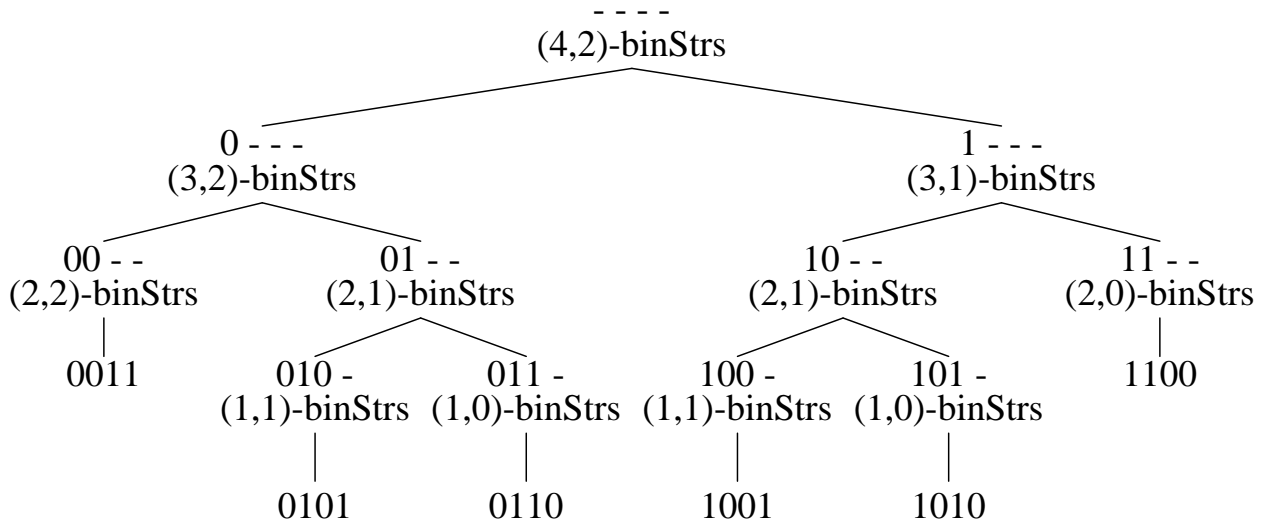 - - - -
(4,2)-binStrs
0 - - - 1 - - -
(3,2)-binStrs (3,1)-binStrs
00 - - 01 - - 10 - - 11 - -
(2,2)-binStrs (2,1)-binStrs (2,1)-binStrs (2,0)-binStrs
0011 010 - 011 - 100 - 101 - 1100
(1,1)-binStrs (1,0)-binStrs (1,1)-binStrs (1,0)-binStrs
0101 0110 1001 1010